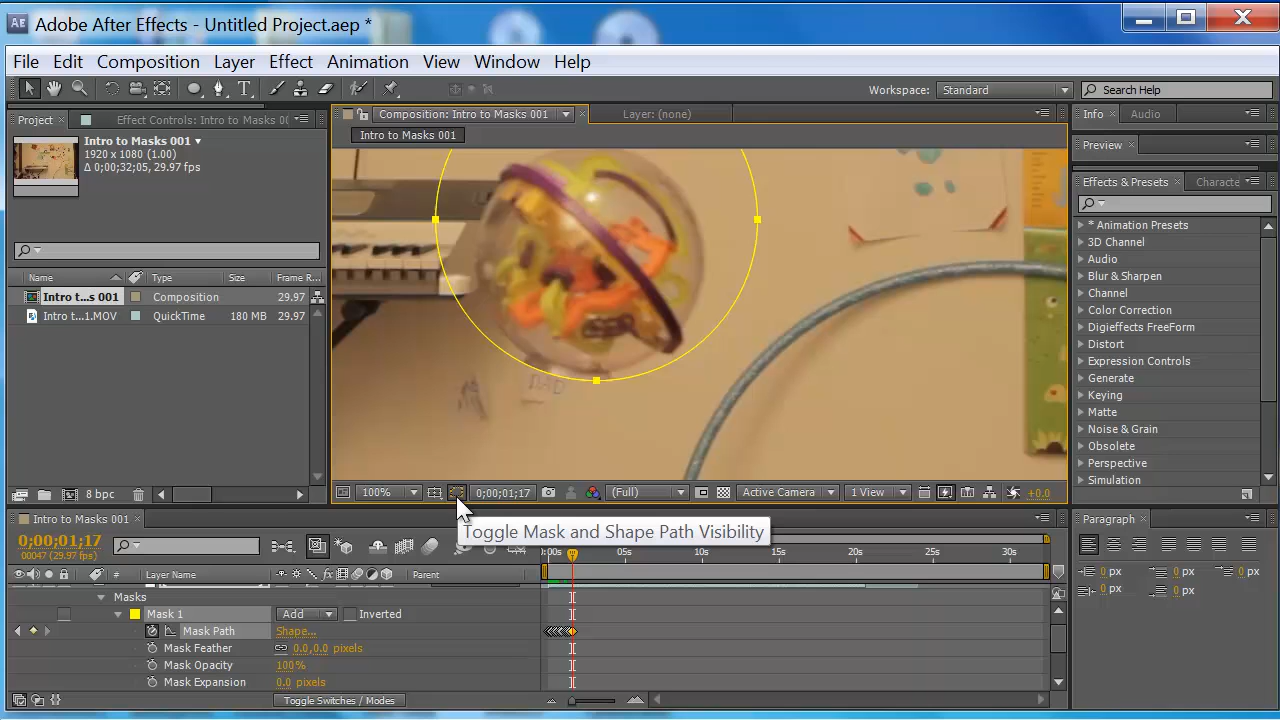 Adobe After Effects - Untitled Project.aep *
File Edit Composition Layer Effect Animation View Window Help
Workspace: Standard Search Help
Project × Effect Controls: Intro to Masks 00
Composition: Intro to Masks 001 × Layer: (none)
Info × Audio
Intro to Masks 001
Intro to Masks 001
1920 x 1080 (1.00)
Δ 0;00;32;05, 29.97 fps
Preview ×
Effects & Presets × Characte
* Animation Presets
3D Channel
Audio
Blur & Sharpen
Channel
Color Correction
Digieffects FreeForm
Distort
Expression Controls
Generate
Keying
Matte
Noise & Grain
Obsolete
Perspective
Simulation
Name Type Size Frame R...
Intro t...s 001 Composition 29.97
Intro t...1.MOV QuickTime 180 MB 29.97
8 bpc
100% 0;00;01;17 (Full) Active Camera 1 View +0.0
Toggle Mask and Shape Path Visibility
Intro to Masks 001 ×
0;00;01;17
00047 (29.97 fps)
0:00s 05s 10s 15s 20s 25s 30s
# Layer Name Parent
Masks
Mask 1 Add Inverted
Mask Path Shape...
Mask Feather 0.0,0.0 pixels
Mask Opacity 100%
Mask Expansion 0.0 pixels
Toggle Switches / Modes
Paragraph ×
0 px 0 px 0 px
0 px 0 px